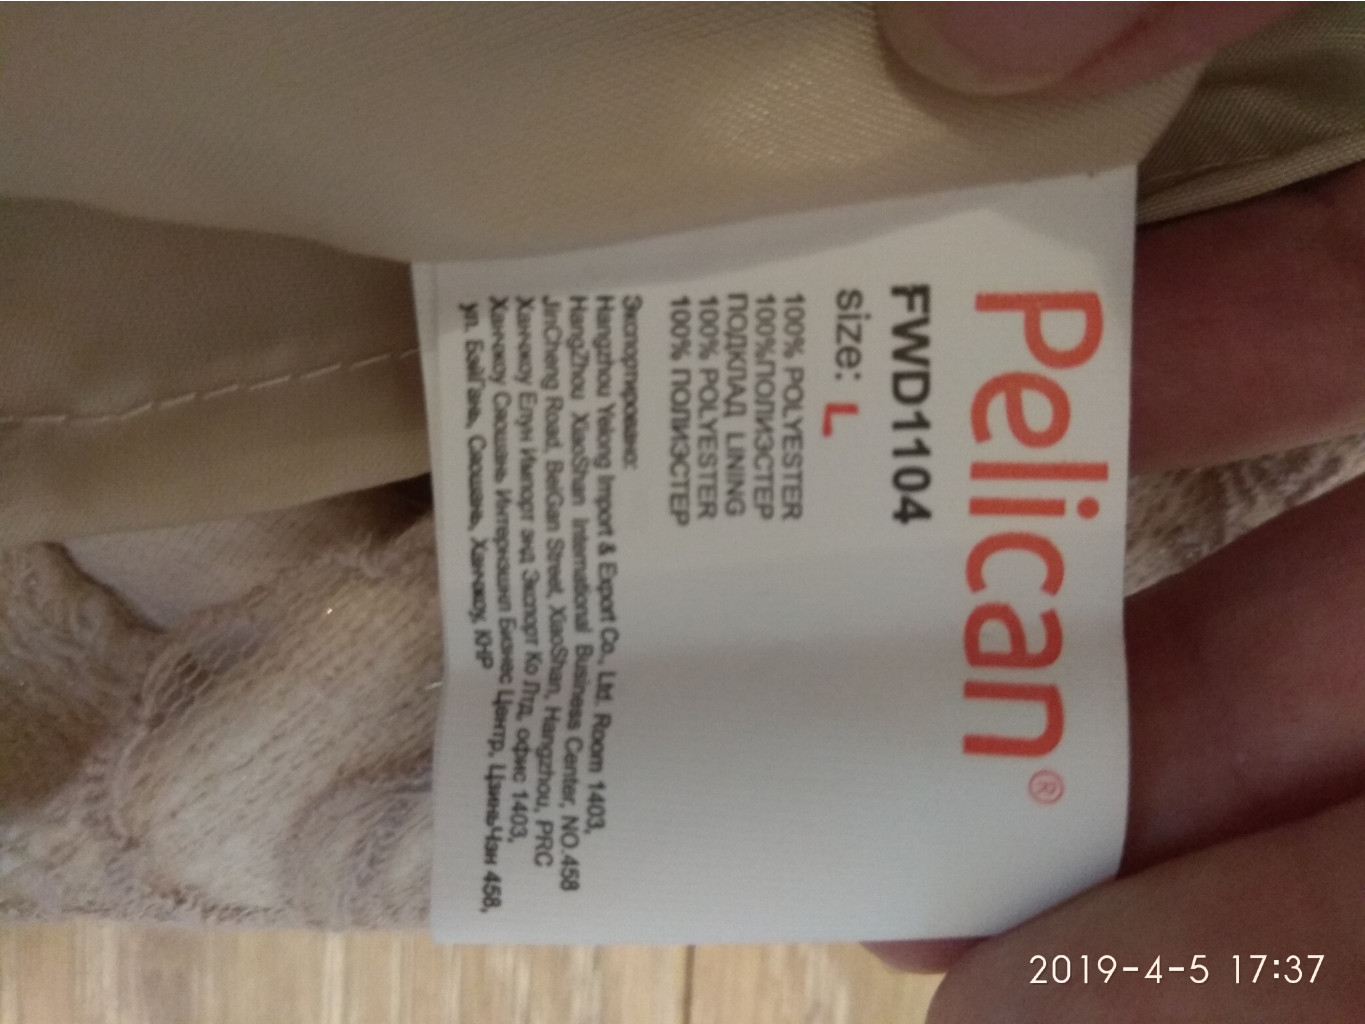 Pelican®
FWD1104
size: L
100% POLYESTER
100%ПОЛИЭСТЕР
ПОДКЛАД LINING
100% POLYESTER
100% ПОЛИЭСТЕР
Экспортировано:
Hangzhou Yelong Import & Export Co., Ltd. Room 1403,
HangZhou XiaoShan International Business Center, NO.458
JinCheng Road, BeiGan Street, XiaoShan, Hangzhou, PRC
Ханчжоу Елун Импорт энд Экспорт Ко Лтд, офис 1403,
Ханчжоу Сяошань Интернэшнл Бизнес Центр, ЦзиньЧэн 458,
ул. БэйГань, Сяошань, Ханчжоу, КНР
2019-4-5 17:37